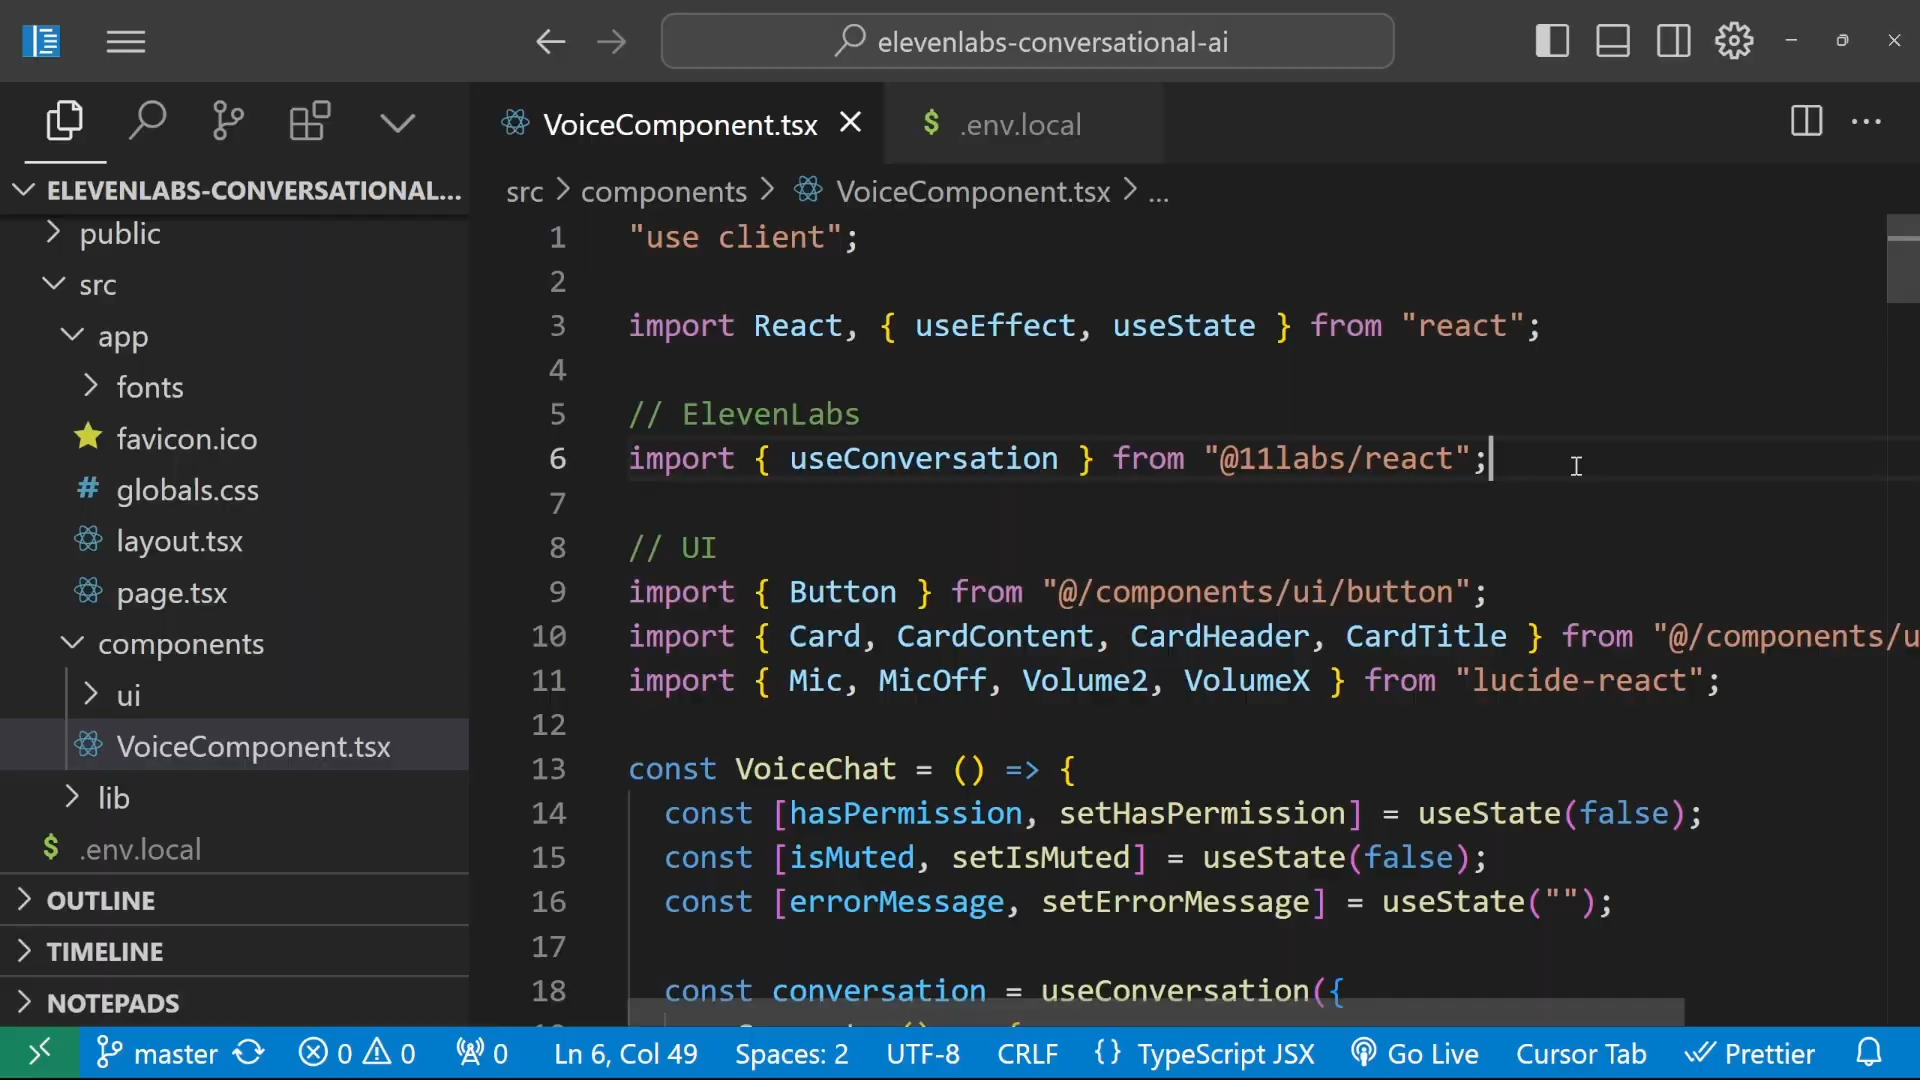 elevenlabs-conversational-ai
VoiceComponent.tsx
.env.local
ELEVENLABS-CONVERSATIONAL...
public
src
app
fonts
favicon.ico
globals.css
layout.tsx
page.tsx
components
ui
VoiceComponent.tsx
lib
.env.local
OUTLINE
TIMELINE
NOTEPADS
src > components > VoiceComponent.tsx > ...
1 "use client";
2
3 import React, { useEffect, useState } from "react";
4
5 // ElevenLabs
6 import { useConversation } from "@11labs/react";
7
8 // UI
9 import { Button } from "@/components/ui/button";
10 import { Card, CardContent, CardHeader, CardTitle } from "@/components/u
11 import { Mic, MicOff, Volume2, VolumeX } from "lucide-react";
12
13 const VoiceChat = () => {
14 const [hasPermission, setHasPermission] = useState(false);
15 const [isMuted, setIsMuted] = useState(false);
16 const [errorMessage, setErrorMessage] = useState("");
17
18 const conversation = useConversation({
master 0 0 0 Ln 6, Col 49 Spaces: 2 UTF-8 CRLF {} TypeScript JSX Go Live Cursor Tab Prettier